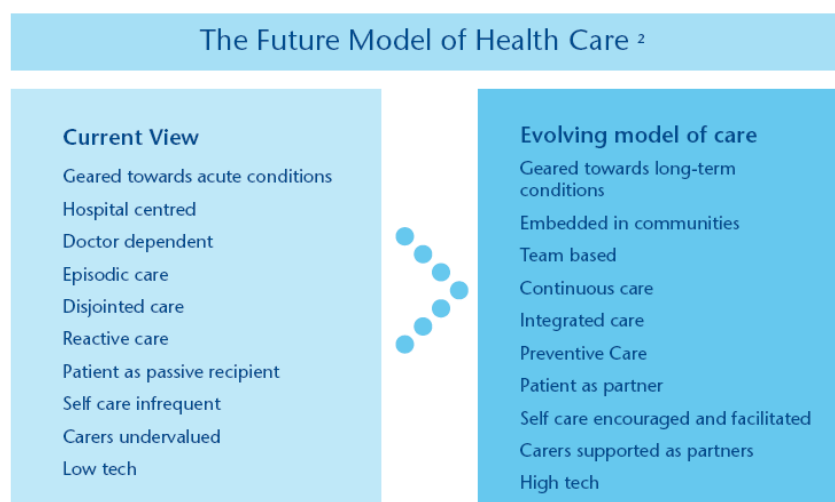 The Future Model of Health Care ²
Current View
Geared towards acute conditions
Hospital centred
Doctor dependent
Episodic care
Disjointed care
Reactive care
Patient as passive recipient
Self care infrequent
Carers undervalued
Low tech
Evolving model of care
Geared towards long-term
conditions
Embedded in communities
Team based
Continuous care
Integrated care
Preventive Care
Patient as partner
Self care encouraged and facilitated
Carers supported as partners
High tech